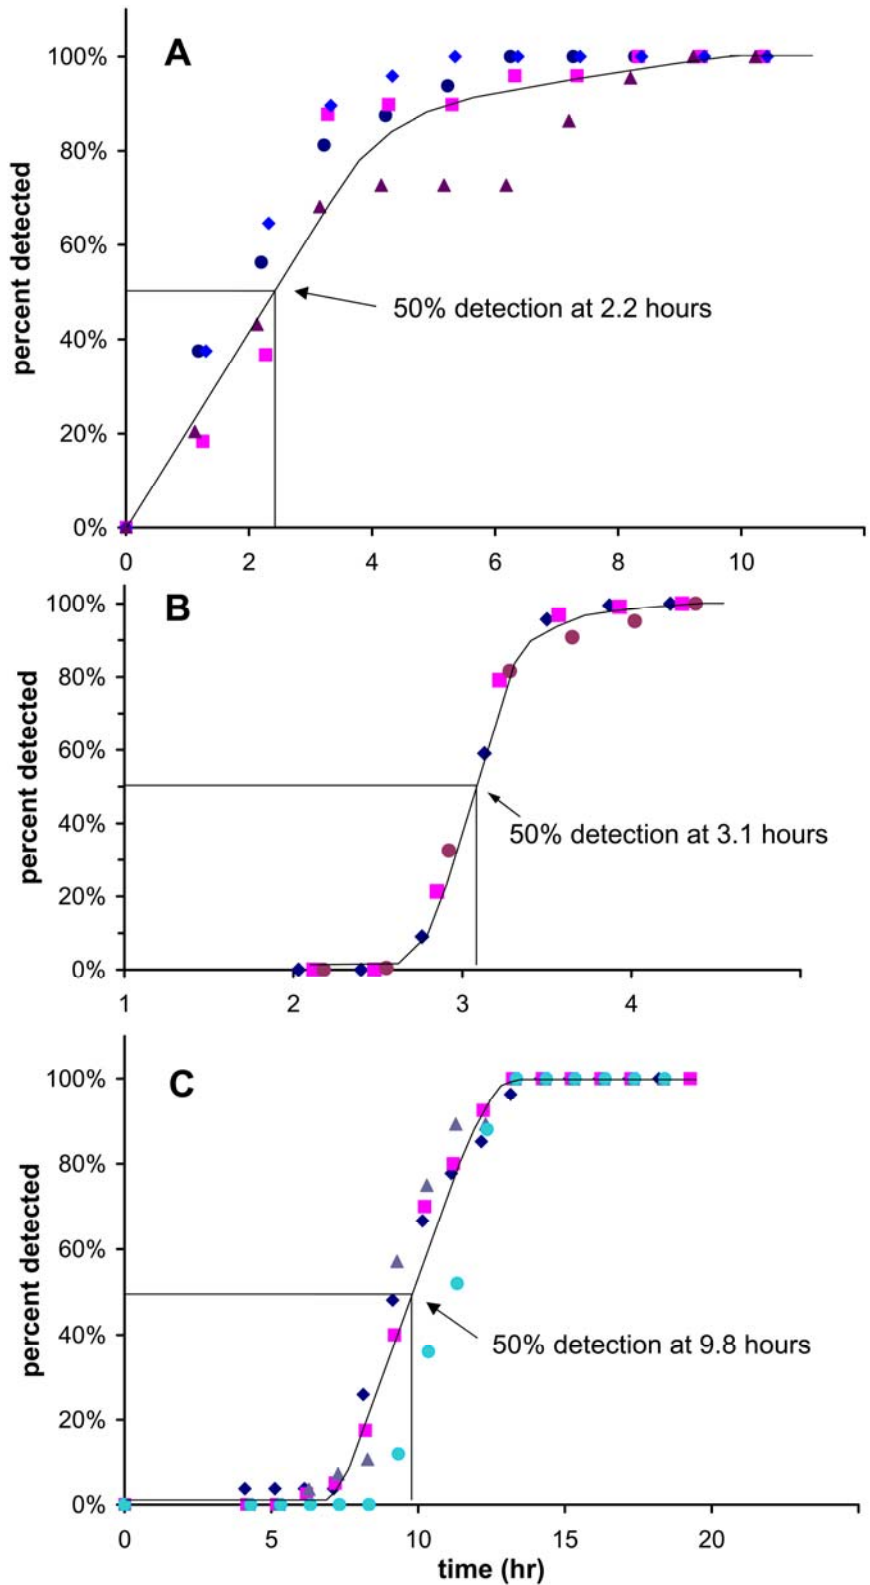 A
percent detected
100%
80%
60%
40%
20%
0%
50% detection at 2.2 hours
0 2 4 6 8 10
B
percent detected
100%
80%
60%
40%
20%
0%
50% detection at 3.1 hours
1 2 3 4
C
percent detected
100%
80%
60%
40%
20%
0%
50% detection at 9.8 hours
0 5 10 15 20
time (hr)